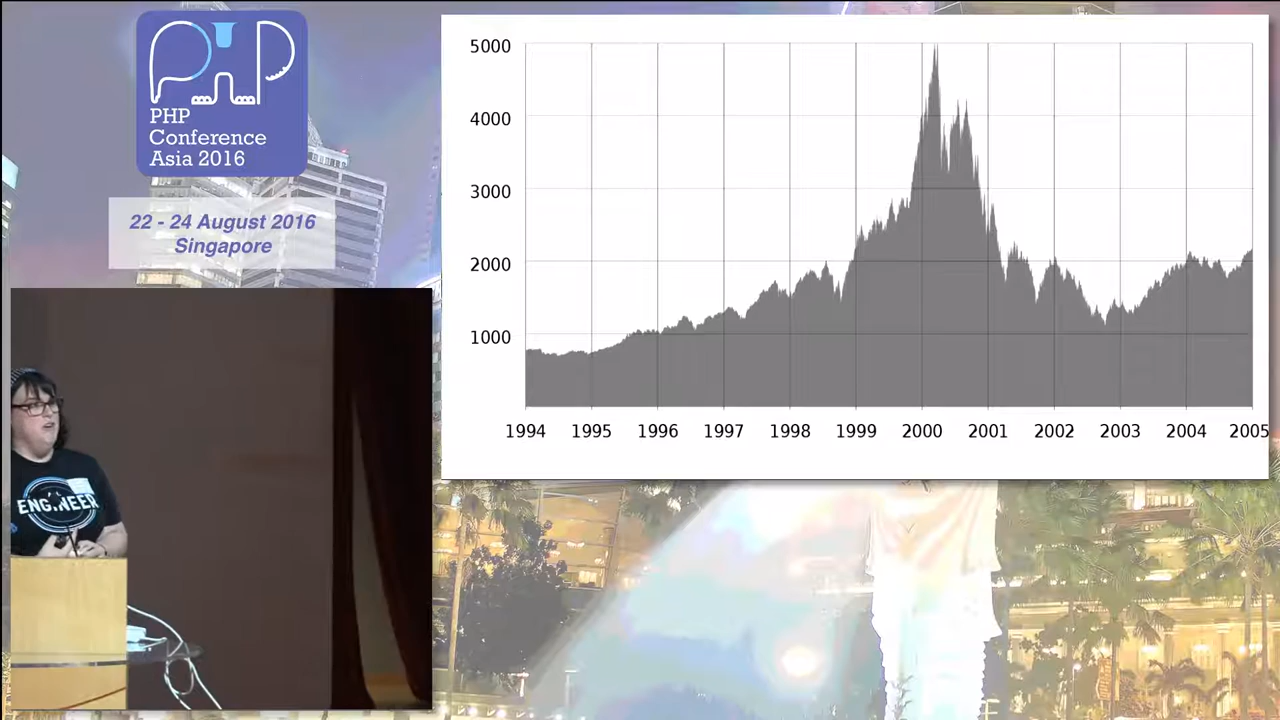 PHP
PHP
Conference
Asia 2016
22 - 24 August 2016
Singapore
ENGINEER
5000
4000
3000
2000
1000
1994 1995 1996 1997 1998 1999 2000 2001 2002 2003 2004 2005